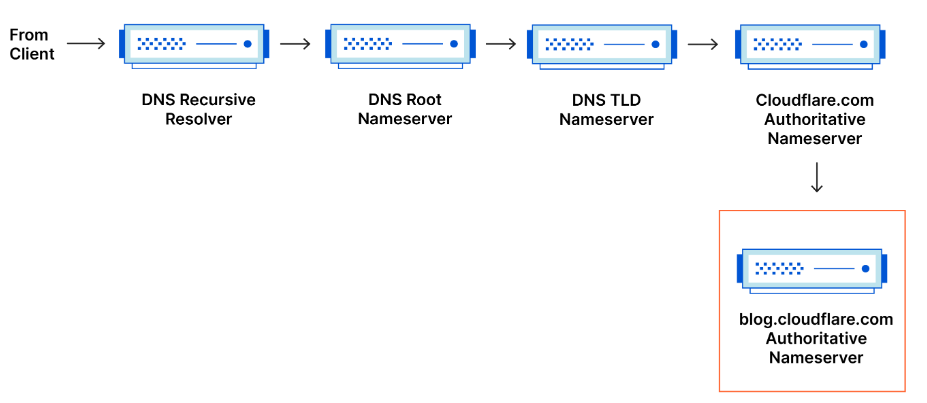 From
Client
DNS Recursive
Resolver
DNS Root
Nameserver
DNS TLD
Nameserver
Cloudflare.com
Authoritative
Nameserver
blog.cloudflare.com
Authoritative
Nameserver